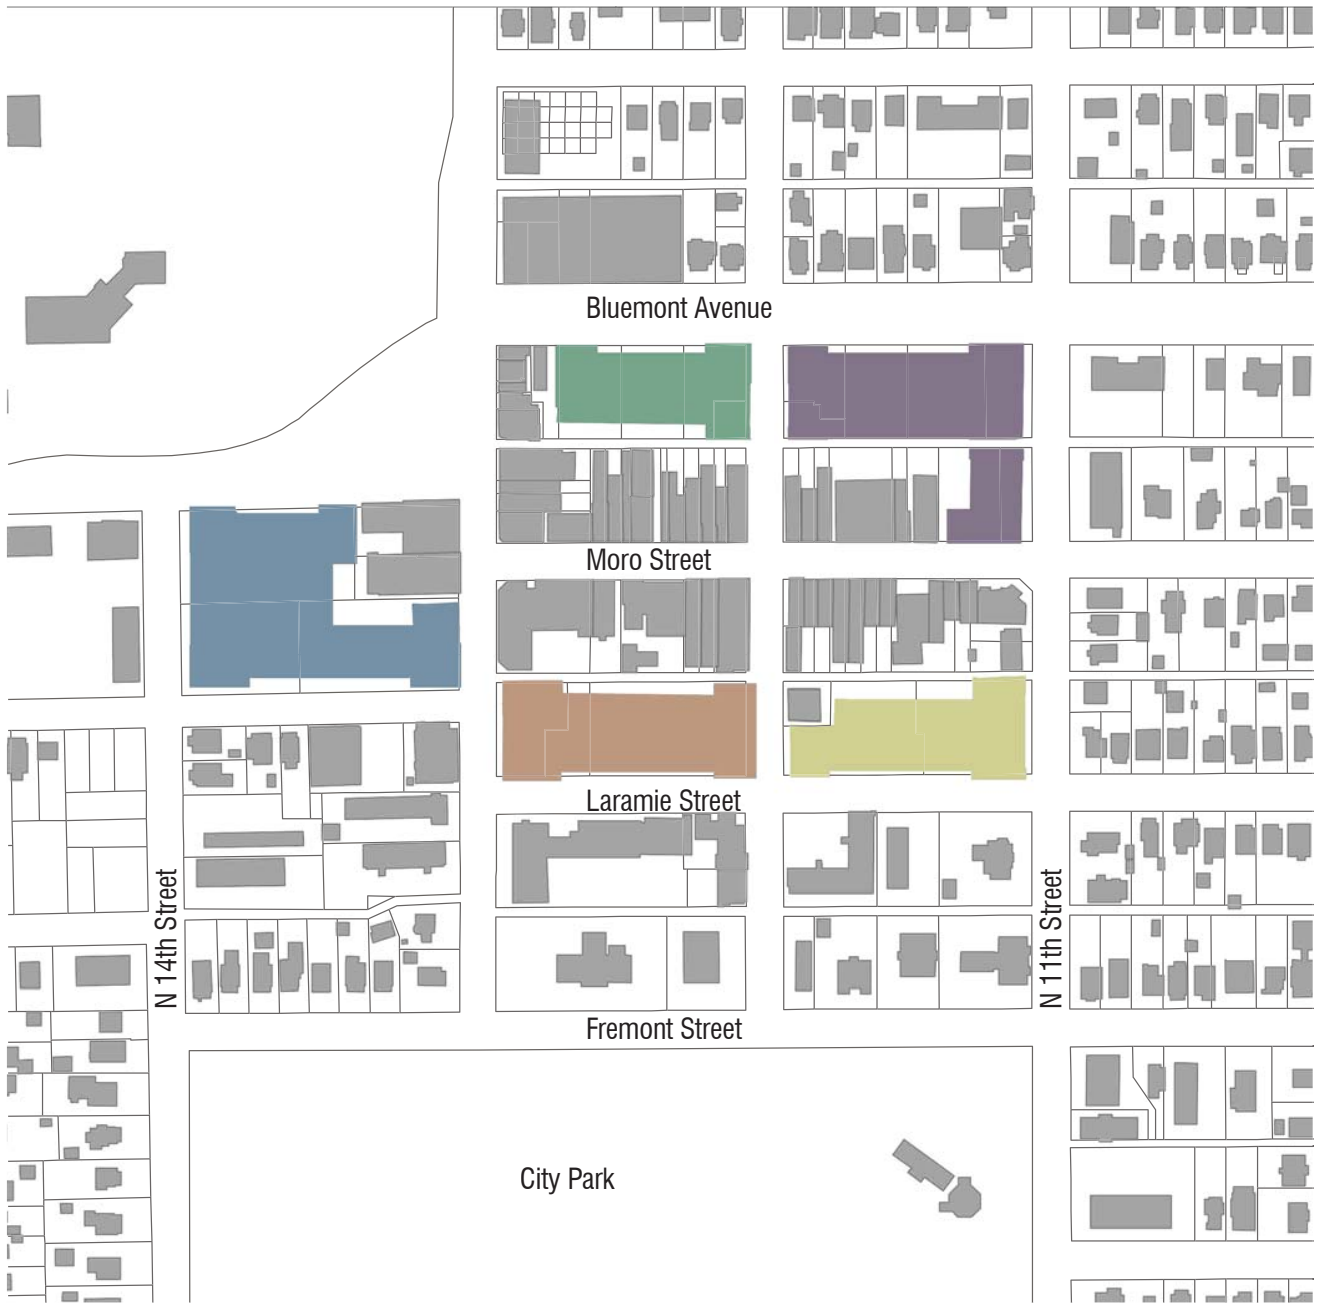 Bluemont Avenue
Moro Street
Laramie Street
N 14th Street
N 11th Street
Fremont Street
City Park